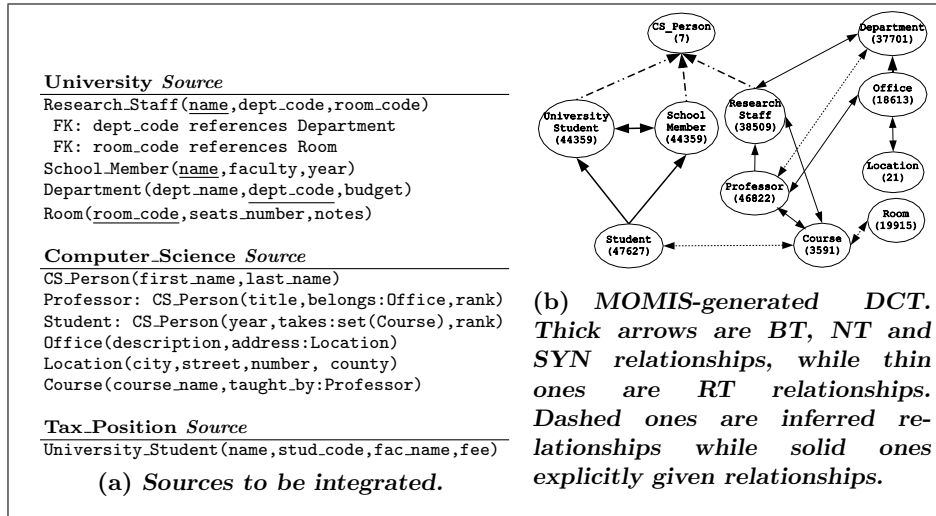 University Source
Research_Staff(name,dept_code,room_code)
FK: dept_code references Department
FK: room_code references Room
School_Member(name,faculty,year)
Department(dept_name,dept_code,budget)
Room(room_code,seats_number,notes)
Computer_Science Source
CS_Person(first_name,last_name)
Professor: CS_Person(title,belongs:Office,rank)
Student: CS_Person(year,takes:set(Course),rank)
Office(description,address:Location)
Location(city,street,number, county)
Course(course_name,taught_by:Professor)
Tax_Position Source
University_Student(name,stud_code,fac_name,fee)
(a) Sources to be integrated.
CS_Person
(7)
Department
(37701)
Office
(18613)
University
Student
(44359)
School
Member
(44359)
Research
Staff
(38509)
Location
(21)
Professor
(46822)
Room
(19915)
Student
(47627)
Course
(3591)
(b) MOMIS-generated DCT.
Thick arrows are BT, NT and
SYN relationships, while thin
ones are RT relationships.
Dashed ones are inferred re-
lationships while solid ones
explicitly given relationships.